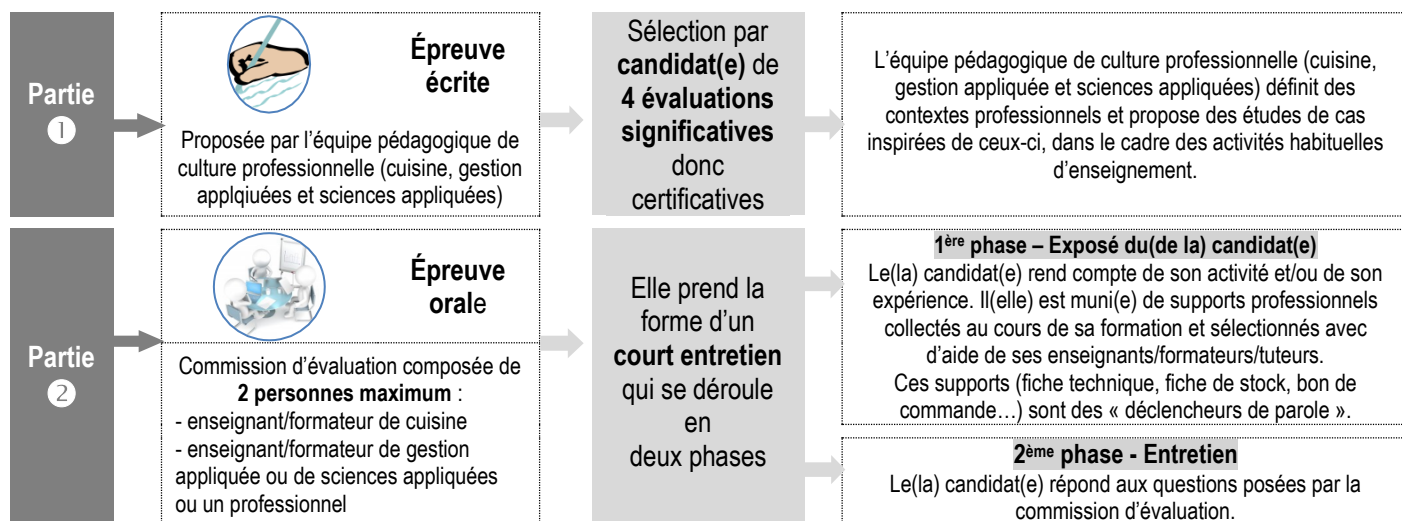 Partie
❶
Épreuve
écrite
Proposée par l'équipe pédagogique de
culture professionnelle (cuisine, gestion
applqiuées et sciences appliquées)
Sélection par
candidat(e) de
4 évaluations
significatives
donc
certificatives
L'équipe pédagogique de culture professionnelle (cuisine,
gestion appliquée et sciences appliquées) définit des
contextes professionnels et propose des études de cas
inspirées de ceux-ci, dans le cadre des activités habituelles
d'enseignement.
Partie
❷
Épreuve
orale
Commission d'évaluation composée de
2 personnes maximum :
- enseignant/formateur de cuisine
- enseignant/formateur de gestion
appliquée ou de sciences appliquées
ou un professionnel
Elle prend la
forme d'un
court entretien
qui se déroule
en
deux phases
1ère phase – Exposé du(de la) candidat(e)
Le(la) candidat(e) rend compte de son activité et/ou de son
expérience. Il(elle) est muni(e) de supports professionnels
collectés au cours de sa formation et sélectionnés avec
d'aide de ses enseignants/formateurs/tuteurs.
Ces supports (fiche technique, fiche de stock, bon de
commande…) sont des « déclencheurs de parole ».
2ème phase - Entretien
Le(la) candidat(e) répond aux questions posées par la
commission d'évaluation.